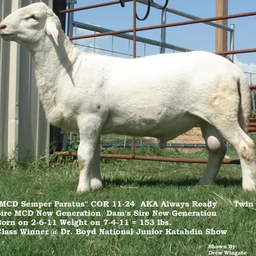 "MCD Semper Paratus" COR 11-24 AKA Always Ready Twin
Sire MCD New Generation Dam's Sire New Generation
Born on 2-6-11 Weight on 7-4-11 = 153 lbs.
Class Winner @ Dr. Boyd National Junior Katahdin Show
Shown By:
Drew Wingate